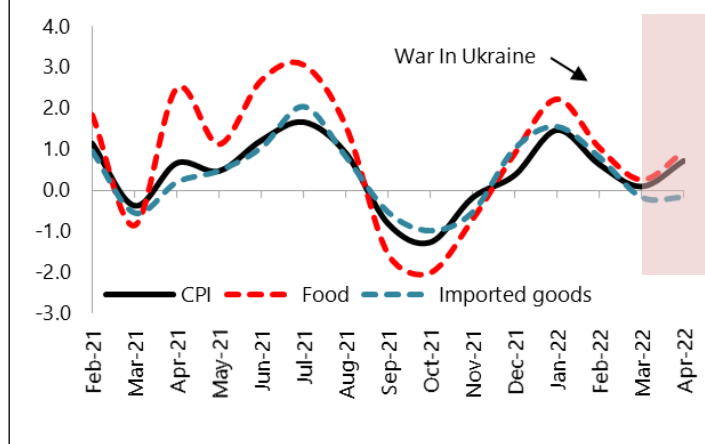 4.0
3.0
2.0
1.0
0.0
-1.0
-2.0
-3.0
War In Ukraine
CPI Food Imported goods
Feb-21
Mar-21
Apr-21
May-21
Jun-21
Jul-21
Aug-21
Sep-21
Oct-21
Nov-21
Dec-21
Jan-22
Feb-22
Mar-22
Apr-22